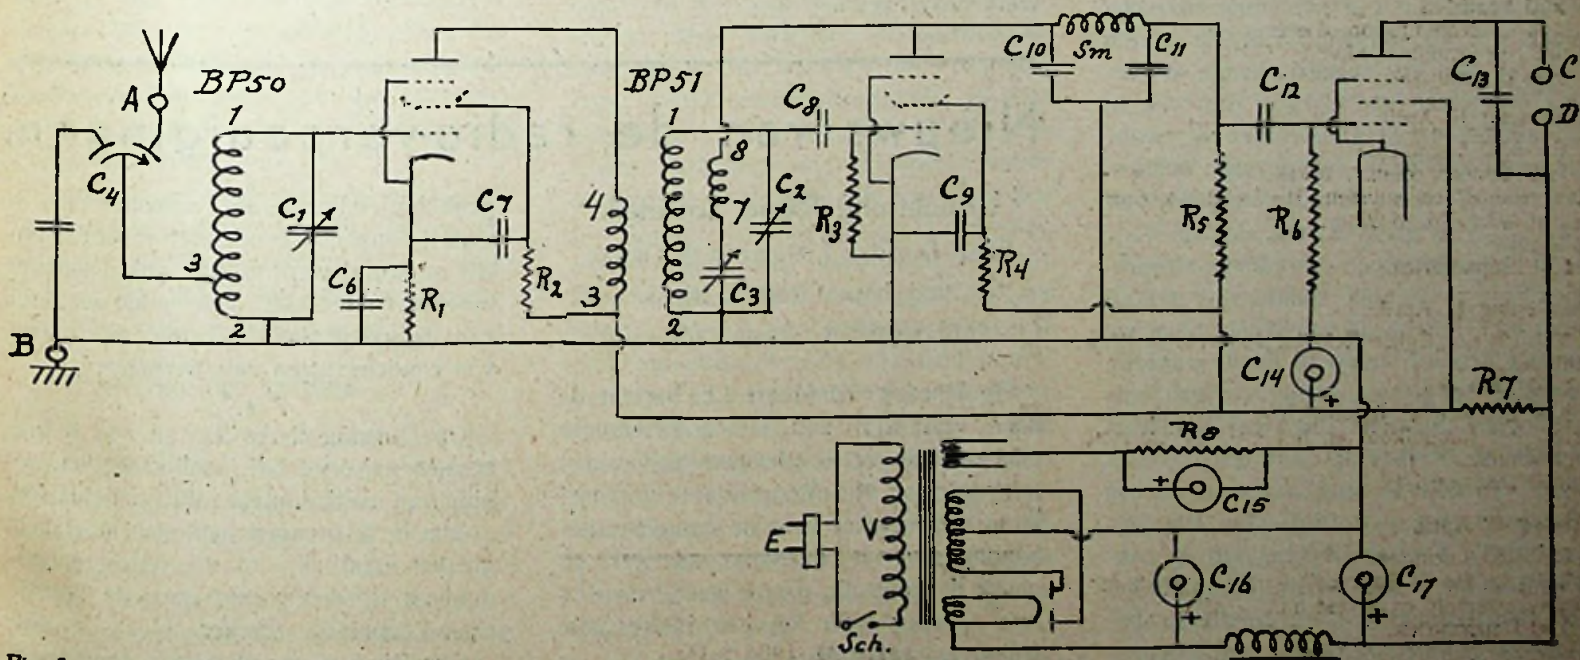 A
BP50
1
C4
3
2
B
C1
C6
R1
C7
R2
4
3
BP51
1
8
7
2
C2
C3
C8
R3
C9
R4
C10
Sm
C11
R5
C12
R6
C13
C
D
C14
+
R7
R8
+
C15
E
V
Sch.
C16
+
C17
+